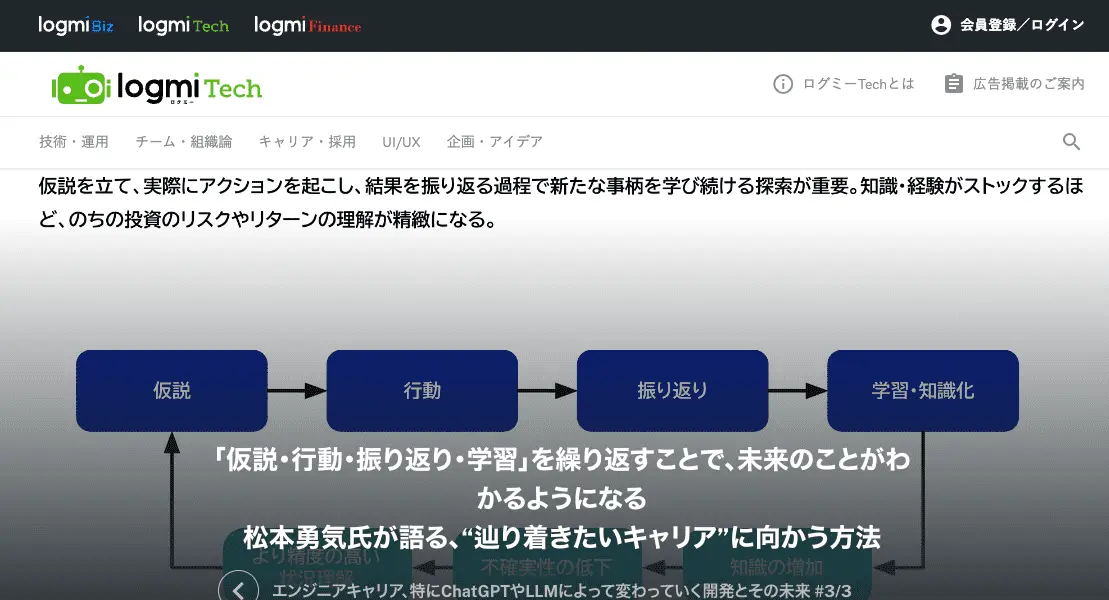 logmi Biz
logmi Tech
logmi Finance
会員登録／ログイン
logmi Tech
ログミー
ログミーTechとは
広告掲載のご案内
技術・運用
チーム・組織論
キャリア・採用
UI/UX
企画・アイデア
仮説を立て、実際にアクションを起こし、結果を振り返る過程で新たな事柄を学び続ける探索が重要。知識・経験がストックするほ
ど、のちの投資のリスクやリターンの理解が精緻になる。
仮説
行動
振り返り
学習・知識化
「仮説・行動・振り返り・学習」を繰り返すことで、未来のことがわ
かるようになる
松本勇気氏が語る、“辿り着きたいキャリア”に向かう方法
より精度の高い
状況理解
不確実性の低下
知識の増加
エンジニアキャリア、特にChatGPTやLLMによって変わっていく開発とその未来 #3/3